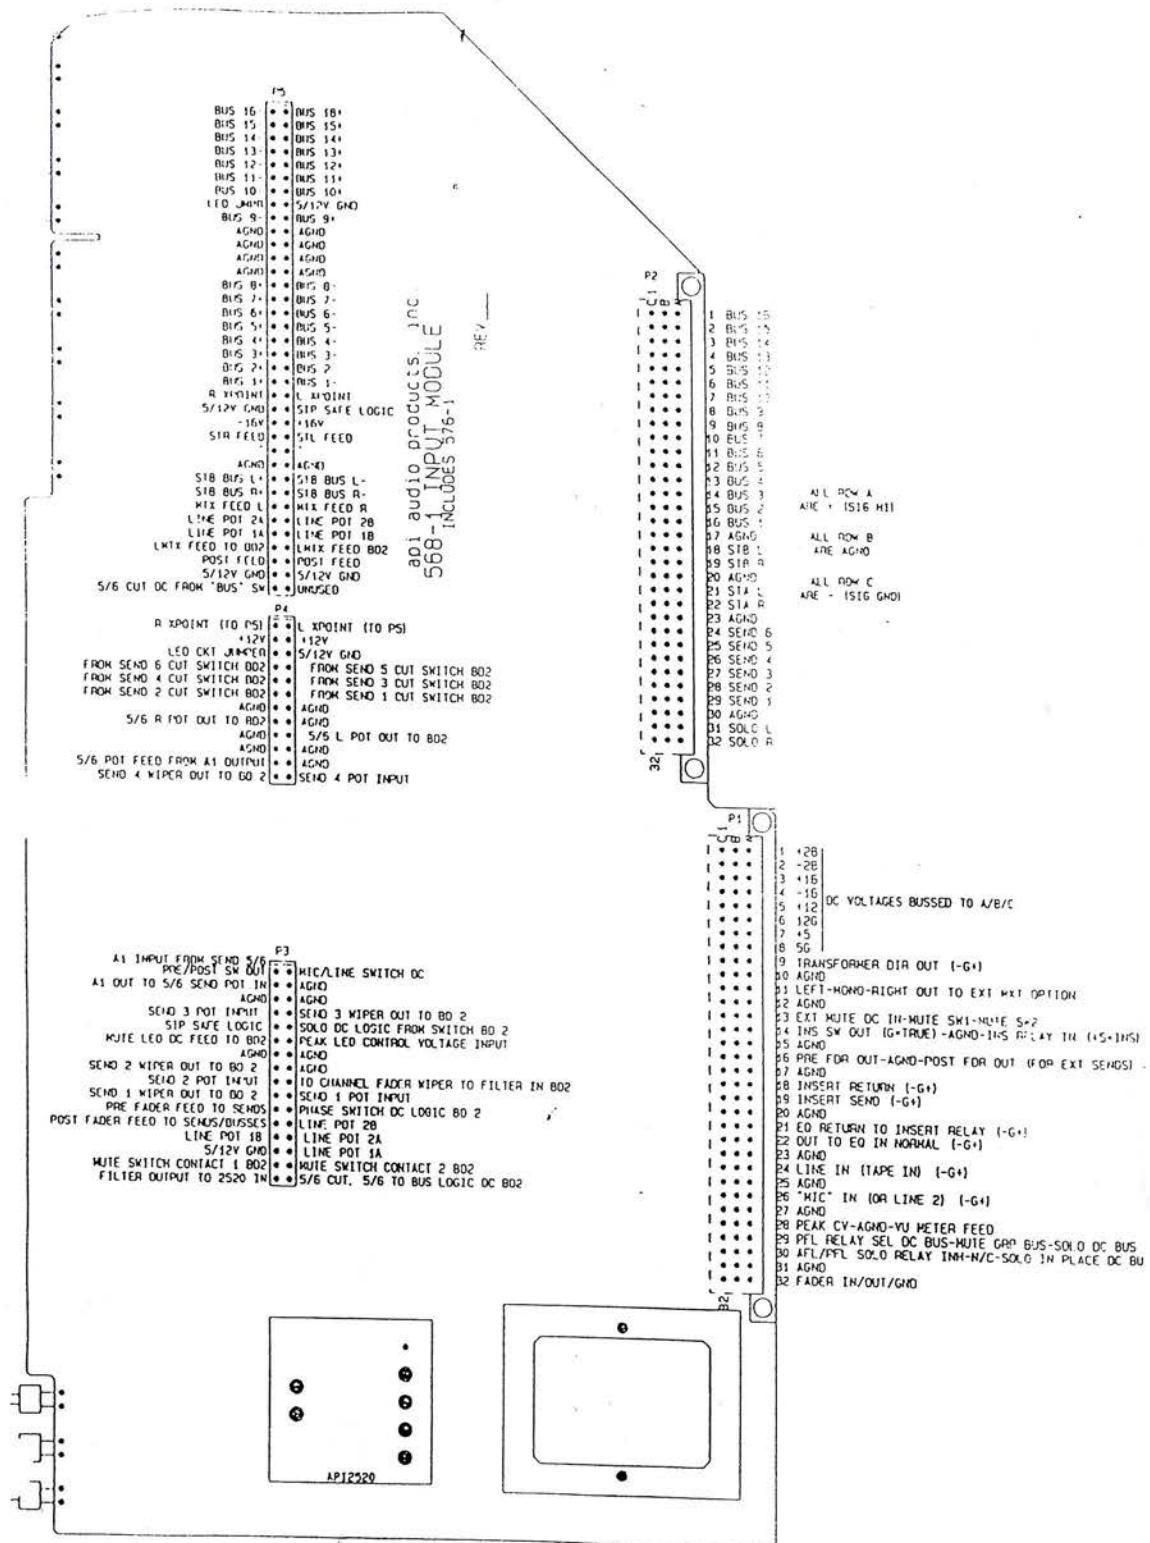 P5
BUS 16- BUS 16+
BUS 15- BUS 15+
BUS 14- BUS 14+
BUS 13- BUS 13+
BUS 12- BUS 12+
BUS 11- BUS 11+
BUS 10- BUS 10+
LED JMPR 5/12V GND
BUS 9- BUS 9+
AGND AGND
AGND AGND
AGND AGND
AGND AGND
BUS 8+ BUS 8-
BUS 7+ BUS 7-
BUS 6+ BUS 6-
BUS 5+ BUS 5-
BUS 4+ BUS 4-
BUS 3+ BUS 3-
BUS 2+ BUS 2
BUS 1+ BUS 1-
R XPOINT L XPOINT
5/12V GND SIP SAFE LOGIC
-16V +16V
STR FEED STL FEED
AGND AGND
STB BUS L+ STB BUS L-
STB BUS R+ STB BUS R-
MIX FEED L MIX FEED R
LINE POT 2A LINE POT 2B
LINE POT 1A LINE POT 1B
LMTX FEED TO BD2 LMTX FEED BD2
POST FEED POST FEED
5/12V GND 5/12V GND
5/6 CUT DC FROM "BUS" SW UNUSED
api audio products, inc.
568-1 INPUT MODULE
INCLUDES 576-1
REV___
P4
R XPOINT (TO P5) L XPOINT (TO P5)
+12V +12V
LED CKT JUMPER 5/12V GND
FROM SEND 6 CUT SWITCH BD2 FROM SEND 5 CUT SWITCH BD2
FROM SEND 4 CUT SWITCH BD2 FROM SEND 3 CUT SWITCH BD2
FROM SEND 2 CUT SWITCH BD2 FROM SEND 1 CUT SWITCH BD2
AGND AGND
5/6 R POT OUT TO BD2 AGND
AGND 5/6 L POT OUT TO BD2
AGND AGND
5/6 POT FEED FROM A1 OUTPUT AGND
SEND 4 WIPER OUT TO BD 2 SEND 4 POT INPUT
P2
C B A
1
1 BUS 16
2 BUS 15
3 BUS 14
4 BUS 13
5 BUS 12
6 BUS 11
7 BUS 10
8 BUS 9
9 BUS 8
10 BUS 7
11 BUS 6
12 BUS 5
13 BUS 4
14 BUS 3
15 BUS 2
16 BUS 1
17 AGND
18 STB L
19 STB R
20 AGND
21 STA L
22 STA R
23 AGND
24 SEND 6
25 SEND 5
26 SEND 4
27 SEND 3
28 SEND 2
29 SEND 1
30 AGND
31 SOLO L
32 SOLO R
32
ALL ROW A
ARE + (SIG HI)
ALL ROW B
ARE AGND
ALL ROW C
ARE - (SIG GND)
P1
C B A
1
1 +28
2 -28
3 +16
4 -16
5 +12
6 12G
7 +5
8 5G
DC VOLTAGES BUSSED TO A/B/C
9 TRANSFORMER DIR OUT (-G+)
10 AGND
11 LEFT-MONO-RIGHT OUT TO EXT MXT OPTION
12 AGND
13 EXT MUTE DC IN-MUTE SW1-MUTE SW2
14 INS SW OUT (G=TRUE)-AGND-INS RELAY IN (+5=INS)
15 AGND
16 PRE FDR OUT-AGND-POST FDR OUT (FOR EXT SENDS)
17 AGND
18 INSERT RETURN (-G+)
19 INSERT SEND (-G+)
20 AGND
21 EQ RETURN TO INSERT RELAY (-G+)
22 OUT TO EQ IN NORMAL (-G+)
23 AGND
24 LINE IN (TAPE IN) (-G+)
25 AGND
26 "MIC" IN (OR LINE 2) (-G+)
27 AGND
28 PEAK CV-AGND-VU METER FEED
29 PFL RELAY SEL DC BUS-MUTE GRP BUS-SOLO DC BUS
30 AFL/PFL SOLO RELAY INH-N/C-SOLO IN PLACE DC BU
31 AGND
32 FADER IN/OUT/GND
32
P3
A1 INPUT FROM SEND 5/6
PRE/POST SW OUT MIC/LINE SWITCH DC
A1 OUT TO 5/6 SEND POT IN AGND
AGND AGND
SEND 3 POT INPUT SEND 3 WIPER OUT TO BD 2
SIP SAFE LOGIC SOLO DC LOGIC FROM SWITCH BD 2
MUTE LED DC FEED TO BD2 PEAK LED CONTROL VOLTAGE INPUT
AGND AGND
SEND 2 WIPER OUT TO BD 2 AGND
SEND 2 POT INPUT TO CHANNEL FADER WIPER TO FILTER IN BD2
SEND 1 WIPER OUT TO BD 2 SEND 1 POT INPUT
PRE FADER FEED TO SENDS PHASE SWITCH DC LOGIC BD 2
POST FADER FEED TO SENDS/BUSSES LINE POT 2B
LINE POT 1B LINE POT 2A
5/12V GND LINE POT 1A
MUTE SWITCH CONTACT 1 BD2 MUTE SWITCH CONTACT 2 BD2
FILTER OUTPUT TO 2520 IN 5/6 CUT, 5/6 TO BUS LOGIC DC BD2
API2520